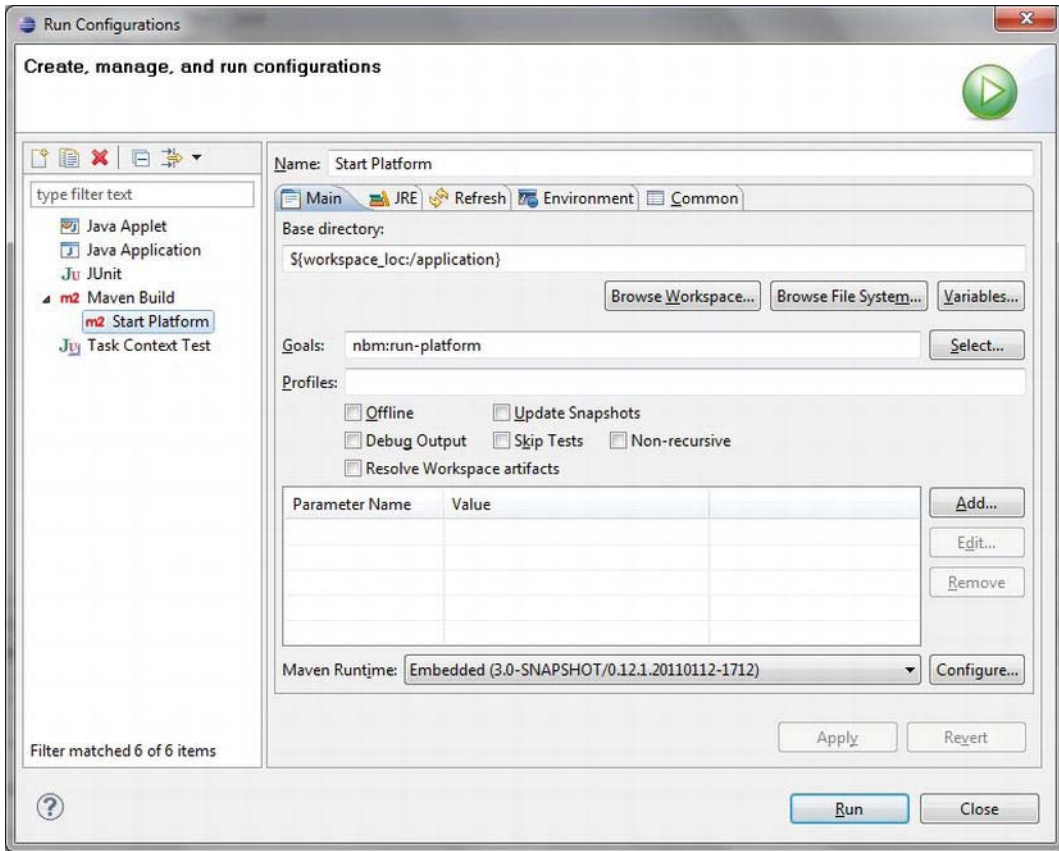 Run Configurations
Create, manage, and run configurations
type filter text
Java Applet
Java Application
Ju JUnit
m2 Maven Build
m2 Start Platform
Ju Task Context Test
Filter matched 6 of 6 items
Name: Start Platform
Main JRE Refresh Environment Common
Base directory:
${workspace_loc:/application}
Browse Workspace... Browse File System... Variables...
Goals: nbm:run-platform Select...
Profiles:
Offline Update Snapshots
Debug Output Skip Tests Non-recursive
Resolve Workspace artifacts
Parameter Name Value Add...
Edit...
Remove
Maven Runtime: Embedded (3.0-SNAPSHOT/0.12.1.20110112-1712) Configure...
Apply Revert
? Run Close